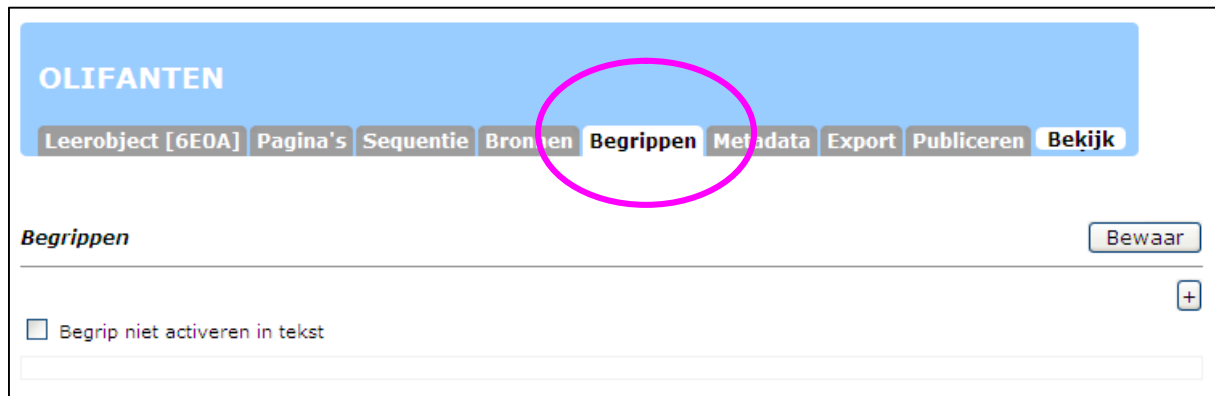 OLIFANTEN
Leerobject [6E0A] Pagina's Sequentie Bronnen Begrippen Metadata Export Publiceren Bekijk
Begrippen Bewaar
+
Begrip niet activeren in tekst